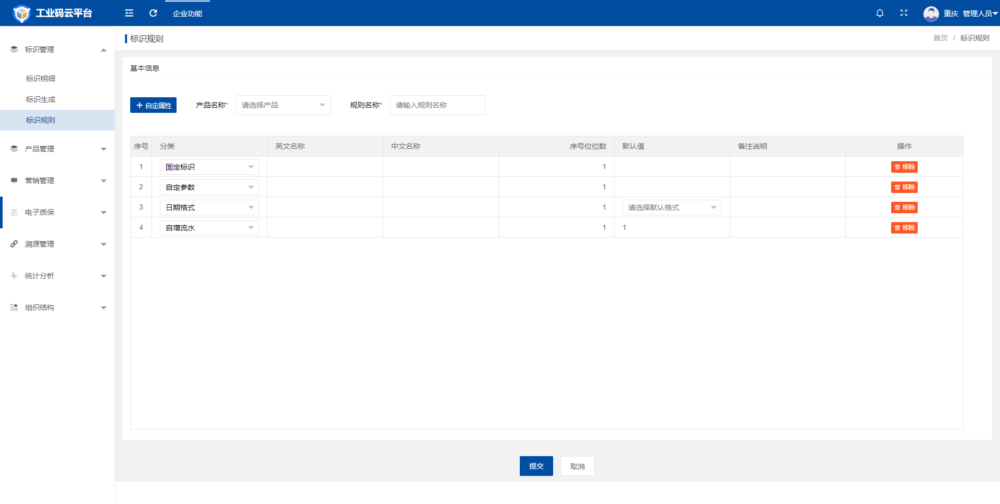 工业码云平台
企业功能
重庆 管理人员
标识管理
标识明细
标识生成
标识规则
产品管理
营销管理
电子质保
溯源管理
统计分析
组织结构
标识规则
首页 / 标识规则
基本信息
自定属性 产品名称* 请选择产品 规则名称* 请输入规则名称
序号 分类 英文名称 中文名称 序号位位数 默认值 备注说明 操作
1 固定标识 1 移除
2 自定参数 1 移除
3 日期格式 1 请选择默认格式 移除
4 自增流水 1 1 移除
提交 取消